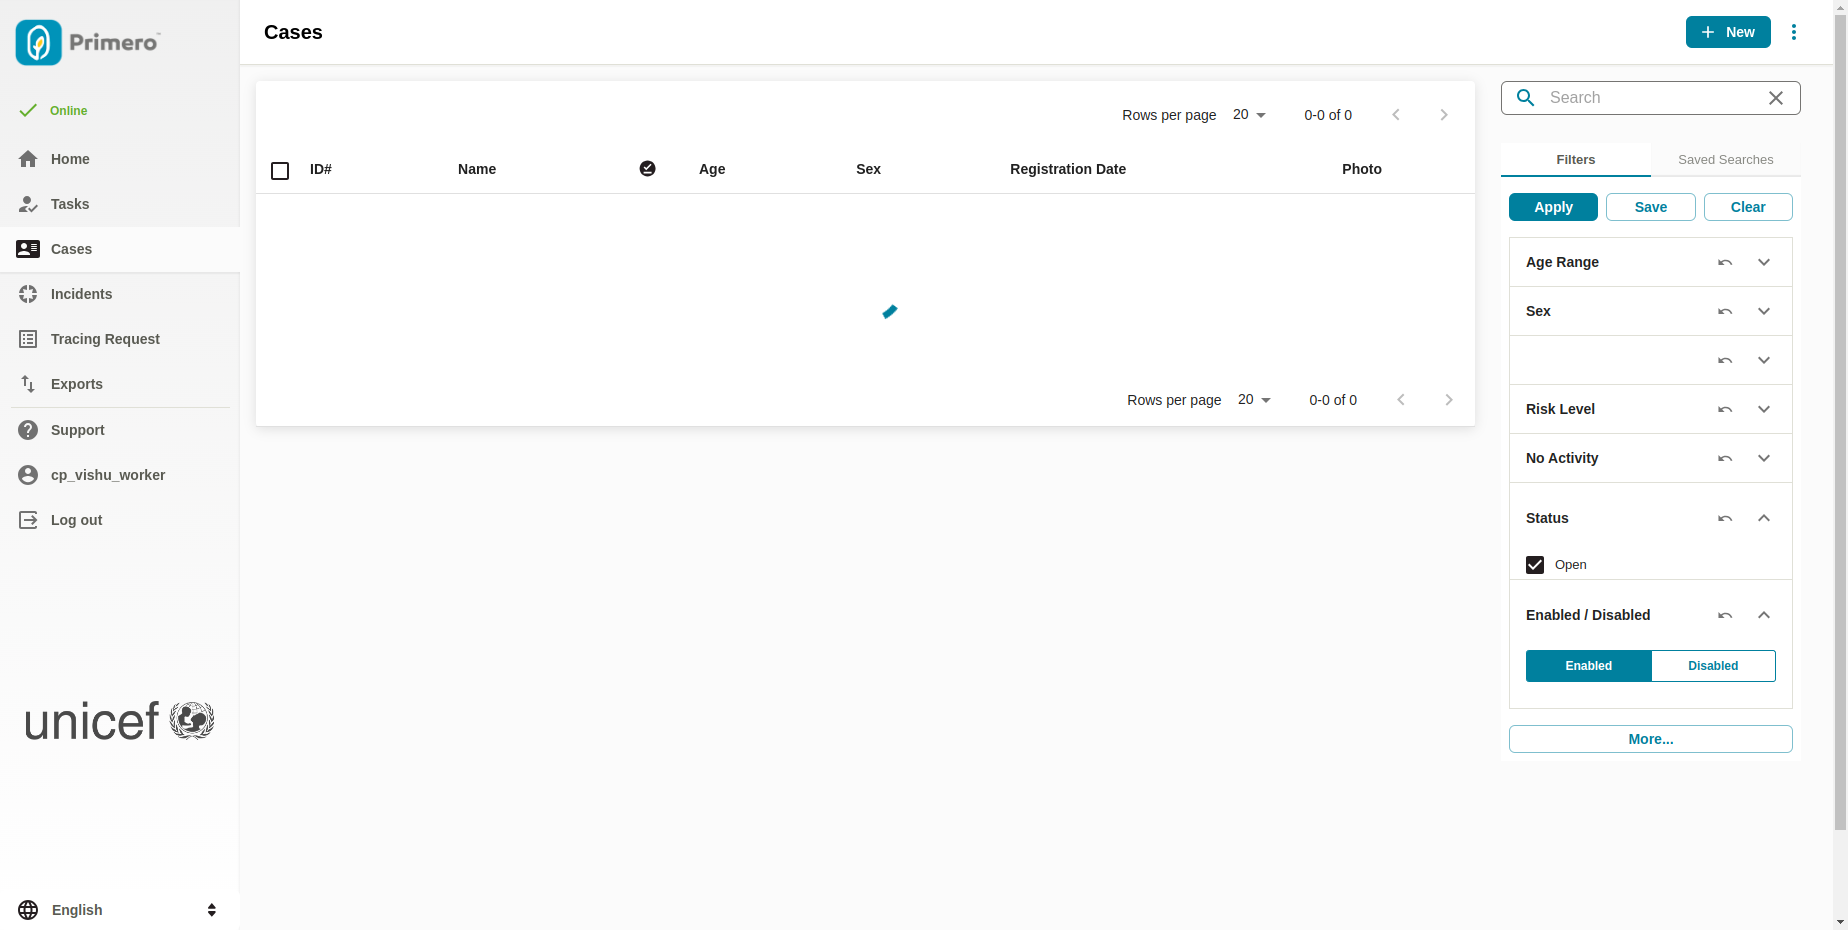 Primero™
Online
Home
Tasks
Cases
Incidents
Tracing Request
Exports
Support
cp_vishu_worker
Log out
unicef
English
Cases
New
Rows per page 20 0-0 of 0
ID# Name Age Sex Registration Date Photo
Rows per page 20 0-0 of 0
Search
Filters Saved Searches
Apply Save Clear
Age Range
Sex
Risk Level
No Activity
Status
Open
Enabled / Disabled
Enabled Disabled
More...